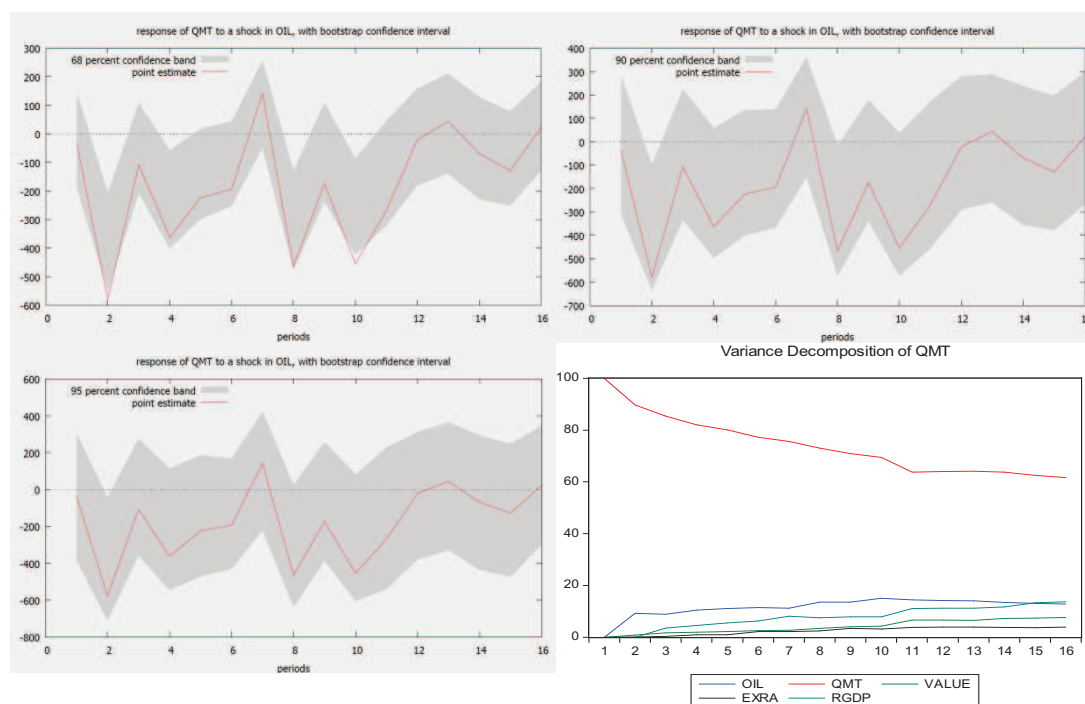 response of QMT to a shock in OIL, with bootstrap confidence interval
68 percent confidence band
point estimate
300
200
100
0
-100
-200
-300
-400
-500
-600
0 2 4 6 8 10 12 14 16
periods
response of QMT to a shock in OIL, with bootstrap confidence interval
90 percent confidence band
point estimate
400
300
200
100
0
-100
-200
-300
-400
-500
-600
-700
0 2 4 6 8 10 12 14 16
periods
response of QMT to a shock in OIL, with bootstrap confidence interval
95 percent confidence band
point estimate
600
400
200
0
-200
-400
-600
-800
0 2 4 6 8 10 12 14 16
periods
Variance Decomposition of QMT
100
80
60
40
20
0
1 2 3 4 5 6 7 8 9 10 11 12 13 14 15 16
OIL QMT VALUE
EXRA RGDP